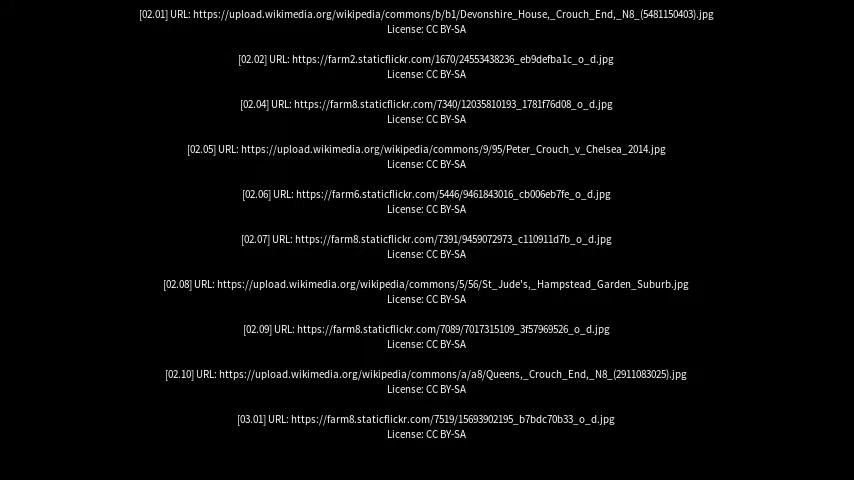 [02.01] URL: https://upload.wikimedia.org/wikipedia/commons/b/b1/Devonshire_House,_Crouch_End,_N8_(5481150403).jpg
License: CC BY-SA
[02.02] URL: https://farm2.staticflickr.com/1670/24553438236_eb9defba1c_o_d.jpg
License: CC BY-SA
[02.04] URL: https://farm8.staticflickr.com/7340/12035810193_1781f76d08_o_d.jpg
License: CC BY-SA
[02.05] URL: https://upload.wikimedia.org/wikipedia/commons/9/95/Peter_Crouch_v_Chelsea_2014.jpg
License: CC BY-SA
[02.06] URL: https://farm6.staticflickr.com/5446/9461843016_cb006eb7fe_o_d.jpg
License: CC BY-SA
[02.07] URL: https://farm8.staticflickr.com/7391/9459072973_c110911d7b_o_d.jpg
License: CC BY-SA
[02.08] URL: https://upload.wikimedia.org/wikipedia/commons/5/56/St_Jude's,_Hampstead_Garden_Suburb.jpg
License: CC BY-SA
[02.09] URL: https://farm8.staticflickr.com/7089/7017315109_3f57969526_o_d.jpg
License: CC BY-SA
[02.10] URL: https://upload.wikimedia.org/wikipedia/commons/a/a8/Queens,_Crouch_End,_N8_(2911083025).jpg
License: CC BY-SA
[03.01] URL: https://farm8.staticflickr.com/7519/15693902195_b7bdc70b33_o_d.jpg
License: CC BY-SA